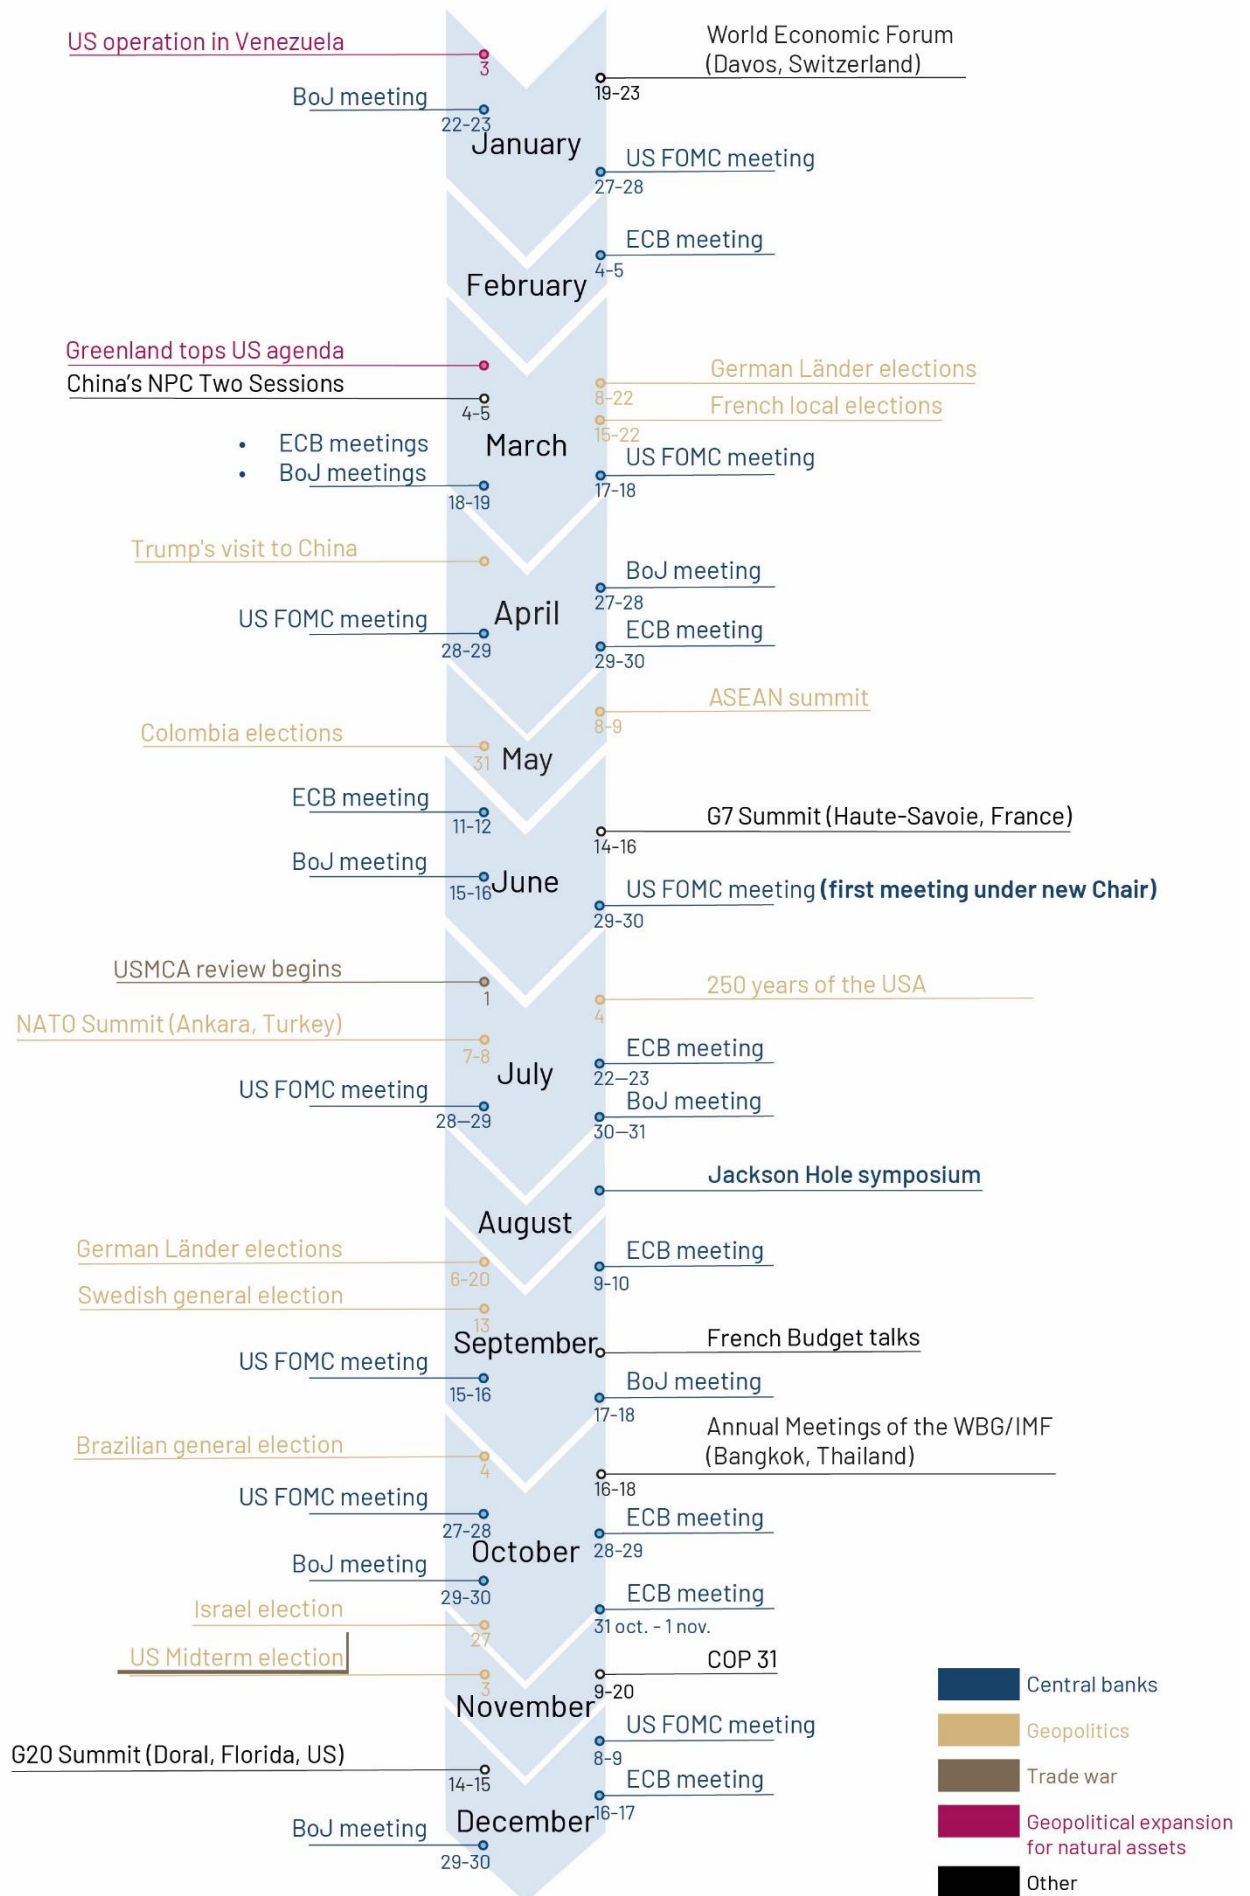 US operation in Venezuela
3
World Economic Forum
(Davos, Switzerland)
19-23
BoJ meeting
22-23
January
US FOMC meeting
27-28
ECB meeting
4-5
February
Greenland tops US agenda
China’s NPC Two Sessions
4-5
German Länder elections
8-22
French local elections
15-22
March
• ECB meetings
• BoJ meetings
18-19
US FOMC meeting
17-18
Trump's visit to China
BoJ meeting
27-28
April
US FOMC meeting
28-29
ECB meeting
29-30
ASEAN summit
8-9
Colombia elections
31
May
ECB meeting
11-12
G7 Summit (Haute-Savoie, France)
14-16
BoJ meeting
15-16
June
US FOMC meeting (first meeting under new Chair)
29-30
USMCA review begins
1
250 years of the USA
4
NATO Summit (Ankara, Turkey)
7-8
ECB meeting
22—23
July
US FOMC meeting
28—29
BoJ meeting
30—31
Jackson Hole symposium
August
German Länder elections
6-20
ECB meeting
9-10
Swedish general election
13
September
French Budget talks
US FOMC meeting
15-16
BoJ meeting
17-18
Brazilian general election
4
Annual Meetings of the WBG/IMF
(Bangkok, Thailand)
16-18
US FOMC meeting
27-28
ECB meeting
28-29
October
BoJ meeting
29-30
ECB meeting
31 oct. - 1 nov.
Israel election
27
US Midterm election
3
COP 31
9-20
November
US FOMC meeting
8-9
G20 Summit (Doral, Florida, US)
14-15
ECB meeting
16-17
December
BoJ meeting
29-30
Central banks
Geopolitics
Trade war
Geopolitical expansion
for natural assets
Other